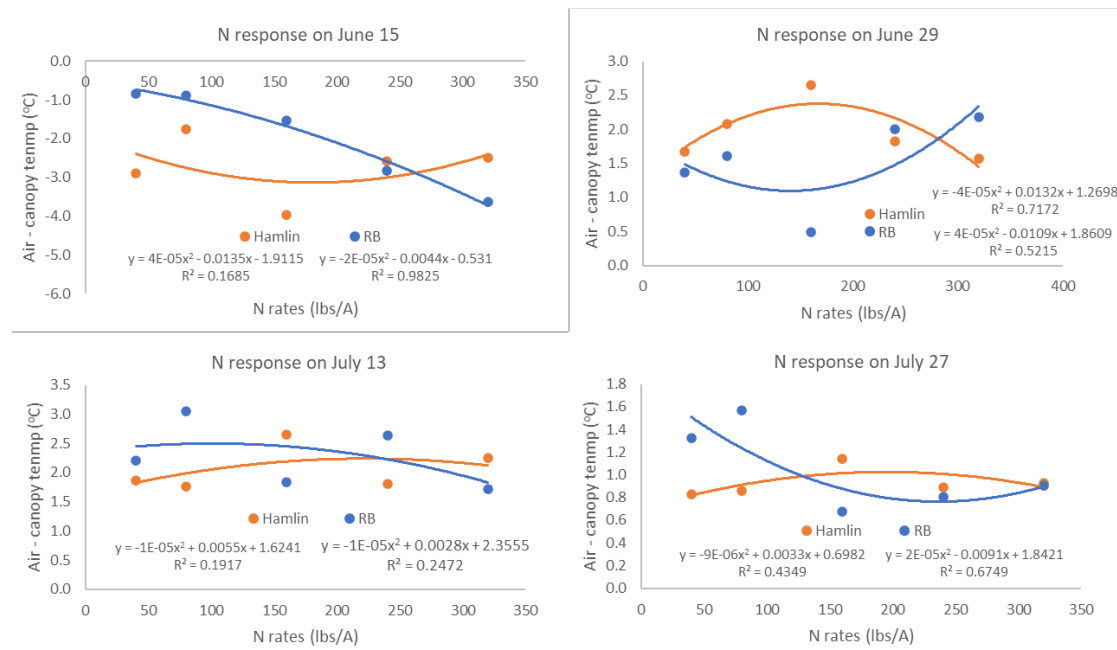 N response on June 15
0.0
-1.0
-2.0
-3.0
-4.0
-5.0
-6.0
0 50 100 150 200 250 300 350
Air - canopy tenmp (ºC)
Hamlin RB
y = 4E-05x² - 0.0135x - 1.9115 y = -2E-05x² - 0.0044x - 0.531
R² = 0.1685 R² = 0.9825
N rates (lbs/A)
N response on June 29
3.0
2.5
2.0
1.5
1.0
0.5
0.0
Air - canopy tenmp (ºC)
y = -4E-05x² + 0.0132x + 1.2698
R² = 0.7172
Hamlin
RB
y = 4E-05x² - 0.0109x + 1.8609
R² = 0.5215
0 100 200 300 400
N rates (lbs/A)
N response on July 13
3.5
3.0
2.5
2.0
1.5
1.0
0.5
0.0
Air - canopy tenmp (ºC)
Hamlin RB
y = -1E-05x² + 0.0055x + 1.6241 y = -1E-05x² + 0.0028x + 2.3555
R² = 0.1917 R² = 0.2472
0 50 100 150 200 250 300 350
N rates (lbs/A)
N response on July 27
1.8
1.6
1.4
1.2
1.0
0.8
0.6
0.4
0.2
0.0
Air - canopy tenmp (ºC)
Hamlin RB
y = -9E-06x² + 0.0033x + 0.6982 y = 2E-05x² - 0.0091x + 1.8421
R² = 0.4349 R² = 0.6749
0 50 100 150 200 250 300 350
N rates (lbs/A)